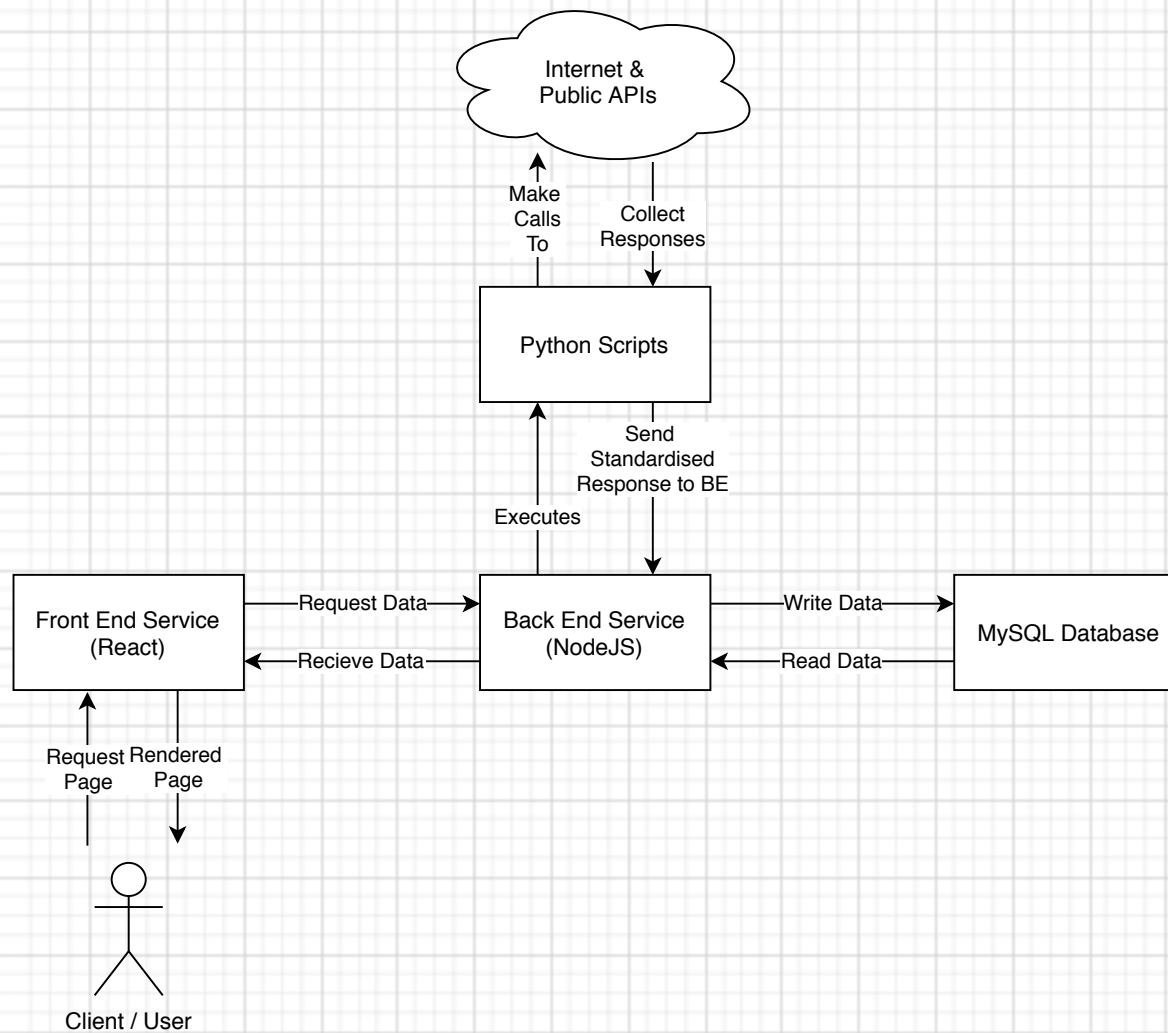 Internet &
Public APIs
Make
Calls
To
Collect
Responses
Python Scripts
Send
Standardised
Response to BE
Executes
Front End Service
(React)
Request Data
Recieve Data
Back End Service
(NodeJS)
Write Data
Read Data
MySQL Database
Request
Page
Rendered
Page
Client / User